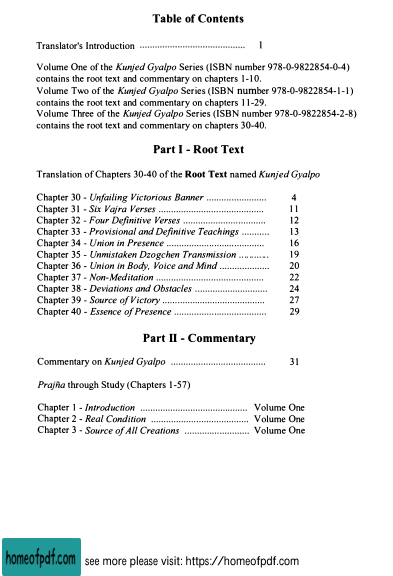 Table of Contents
Translator's Introduction .......................................... 1
Volume One of the Kunjed Gyalpo Series (ISBN number 978-0-9822854-0-4)
contains the root text and commentary on chapters 1-10.
Volume Two of the Kunjed Gyalpo Series (ISBN number 978-0-9822854-1-1)
contains the root text and commentary on chapters 11-29.
Volume Three of the Kunjed Gyalpo Series (ISBN number 978-0-9822854-2-8)
contains the root text and commentary on chapters 30-40.
Part I - Root Text
Translation of Chapters 30-40 of the Root Text named Kunjed Gyalpo
Chapter 30 - Unfailing Victorious Banner ........................ 4
Chapter 31 - Six Vajra Verses .......................................... 11
Chapter 32 - Four Definitive Verses ................................. 12
Chapter 33 - Provisional and Definitive Teachings ........... 13
Chapter 34 - Union in Presence ....................................... 16
Chapter 35 - Unmistaken Dzogchen Transmission ............ 19
Chapter 36 - Union in Body, Voice and Mind .................... 20
Chapter 37 - Non-Meditation ........................................... 22
Chapter 38 - Deviations and Obstacles ............................. 24
Chapter 39 - Source of Victory ......................................... 27
Chapter 40 - Essence of Presence ..................................... 29
Part II - Commentary
Commentary on Kunjed Gyalpo ...................................... 31
Prajña through Study (Chapters 1-57)
Chapter 1 - Introduction ........................................... Volume One
Chapter 2 - Real Condition ....................................... Volume One
Chapter 3 - Source of All Creations .......................... Volume One
homeofpdf.com
see more please visit: https://homeofpdf.com